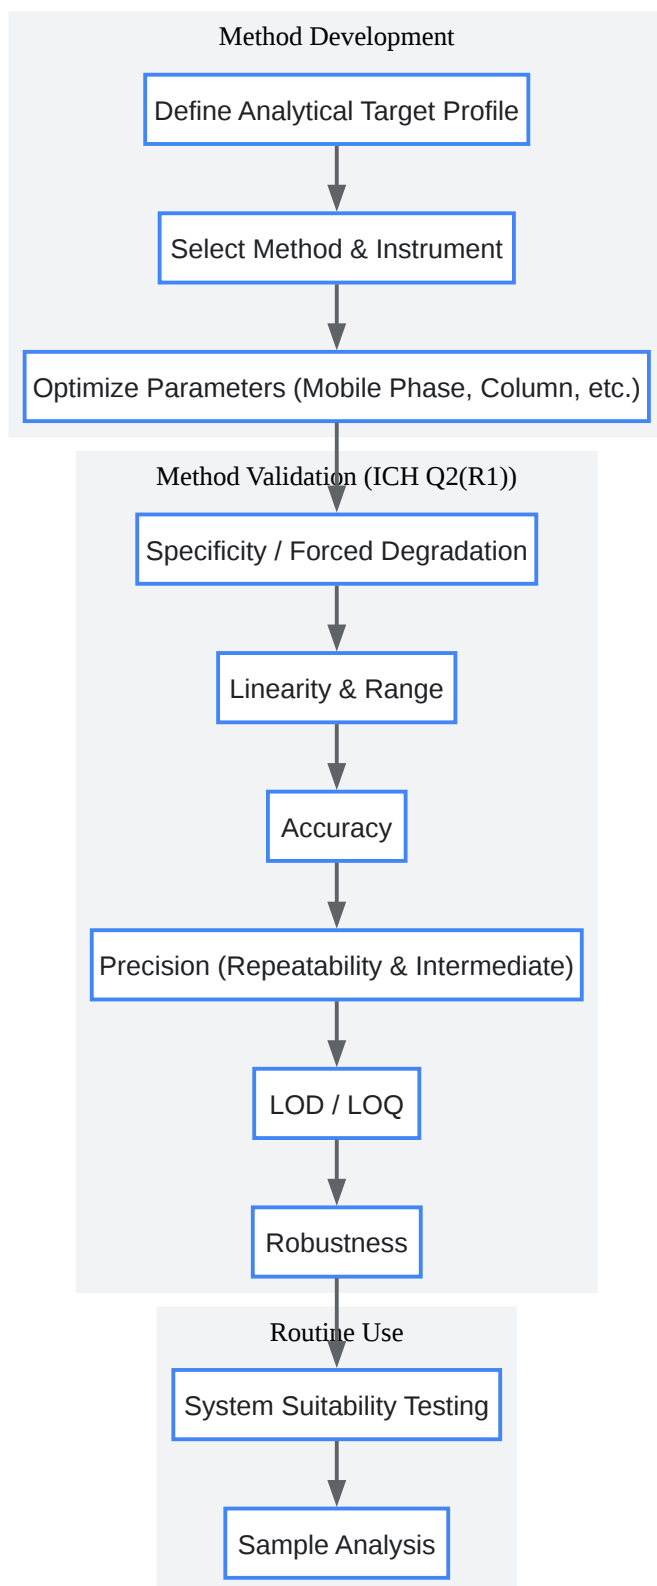 Method Development
Define Analytical Target Profile
Select Method & Instrument
Optimize Parameters (Mobile Phase, Column, etc.)
Method Validation (ICH Q2(R1))
Specificity / Forced Degradation
Linearity & Range
Accuracy
Precision (Repeatability & Intermediate)
LOD / LOQ
Robustness
Routine Use
System Suitability Testing
Sample Analysis